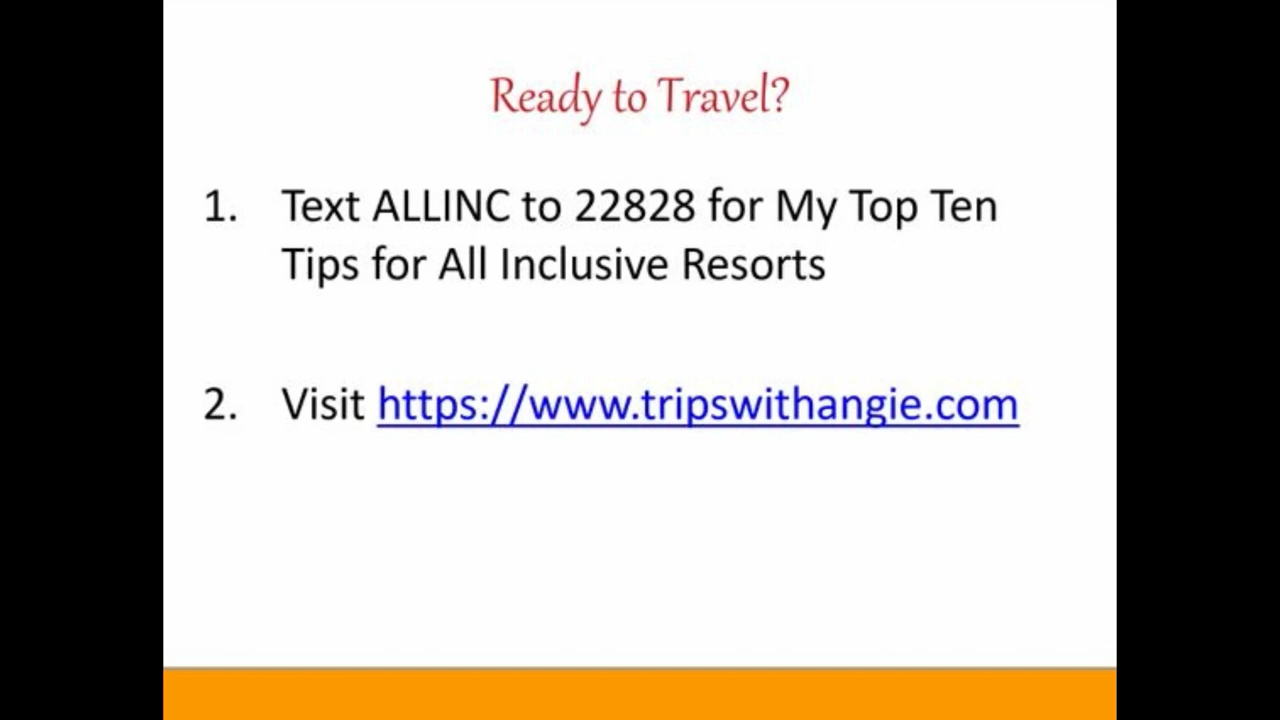 Ready to Travel?
1. Text ALLINC to 22828 for My Top Ten
Tips for All Inclusive Resorts
2. Visit https://www.tripswithangie.com